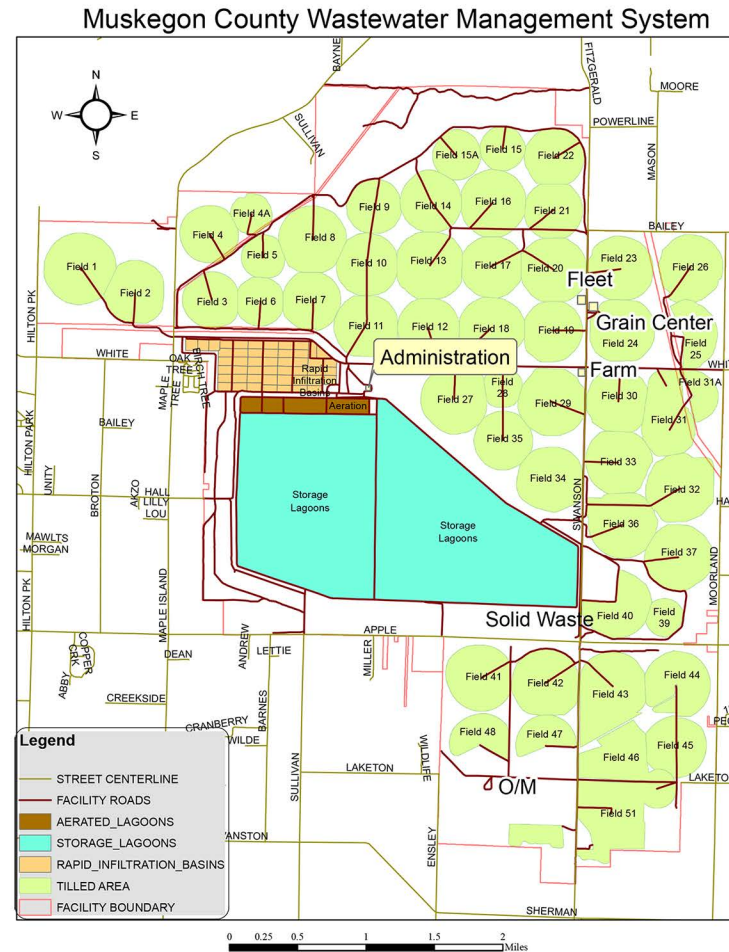 Muskegon County Wastewater Management System
N
W
E
S
BAYNE
FITZGERALD
MOORE
SULLIVAN
POWERLINE
MASON
Field 15A
Field 15
Field 22
Field 4A
Field 9
Field 14
Field 16
Field 21
BAILEY
Field 4
Field 5
Field 8
Field 1
Field 2
Field 10
Field 13
Field 17
Field 20
Field 23
Field 26
Fleet
Field 3
Field 6
Field 7
HILTON PK
Field 11
Field 12
Field 18
Field 19
Grain Center
Field 24
Field 25
WHITE
OAK TREE
BIRCH TREE
MAPLE TREE
Rapid
Infiltration
Basins
Administration
Farm
Field 31A
Field 27
Field 28
Field 29
Field 30
Field 31
Aeration
HILTON PARK
BAILEY
Field 35
Field 33
Field 34
Field 32
UNITY
BROTON
AKZO
HALL
LILLY
LOU
Storage
Lagoons
Storage
Lagoons
SWANSON
Field 36
MAWLTS
MORGAN
Field 37
MOORLAND
HILTON PK
MAPLE ISLAND
Solid Waste
Field 40
Field 39
APPLE
COPPER CRK
ABBY
DEAN
ANDREW
LETTIE
MILLER
Field 41
Field 42
Field 43
Field 44
CREEKSIDE
BARNES
CRANBERRY
WILDE
Field 48
Field 47
Field 46
Field 45
SULLIVAN
LAKETON
WILDLIFE
O/M
LAKETO
Field 51
ENSLEY
VANSTON
SHERMAN
Legend
STREET CENTERLINE
FACILITY ROADS
AERATED_LAGOONS
STORAGE_LAGOONS
RAPID_INFILTRATION_BASINS
TILLED AREA
FACILITY BOUNDARY
0 0.25 0.5 1 1.5 2
Miles